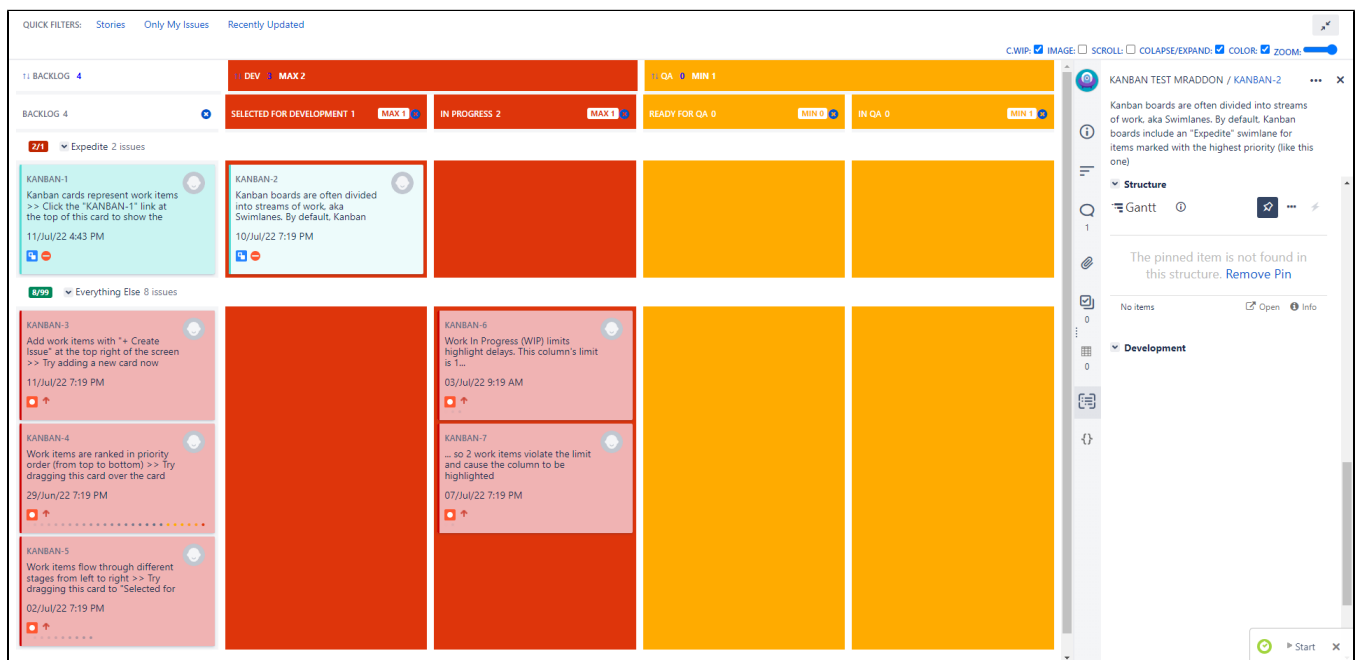 QUICK FILTERS: Stories Only My Issues Recently Updated
C.WIP: IMAGE: SCROLL: COLAPSE/EXPAND: COLOR: ZOOM:
BACKLOG 4
DEV 3 MAX 2
QA 0 MIN 1
BACKLOG 4
SELECTED FOR DEVELOPMENT 1 MAX 1
IN PROGRESS 2 MAX 1
READY FOR QA 0 MIN 0
IN QA 0 MIN 1
2/1 Expedite 2 issues
KANBAN-1
Kanban cards represent work items
>> Click the "KANBAN-1" link at
the top of this card to show the
11/Jul/22 4:43 PM
KANBAN-2
Kanban boards are often divided
into streams of work, aka
Swimlanes. By default, Kanban
10/Jul/22 7:19 PM
8/99 Everything Else 8 issues
KANBAN-3
Add work items with "+ Create
Issue" at the top right of the screen
>> Try adding a new card now
11/Jul/22 7:19 PM
KANBAN-4
Work items are ranked in priority
order (from top to bottom) >> Try
dragging this card over the card
29/Jun/22 7:19 PM
KANBAN-5
Work items flow through different
stages from left to right >> Try
dragging this card to "Selected for
02/Jul/22 7:19 PM
KANBAN-6
Work In Progress (WIP) limits
highlight delays. This column's limit
is 1...
03/Jul/22 9:19 AM
KANBAN-7
... so 2 work items violate the limit
and cause the column to be
highlighted
07/Jul/22 7:19 PM
1
0
0
{}
KANBAN TEST MRADDON / KANBAN-2
Kanban boards are often divided into streams
of work, aka Swimlanes. By default, Kanban
boards include an "Expedite" swimlane for
items marked with the highest priority (like this
one)
Structure
Gantt
The pinned item is not found in
this structure. Remove Pin
No items Open Info
Development
Start